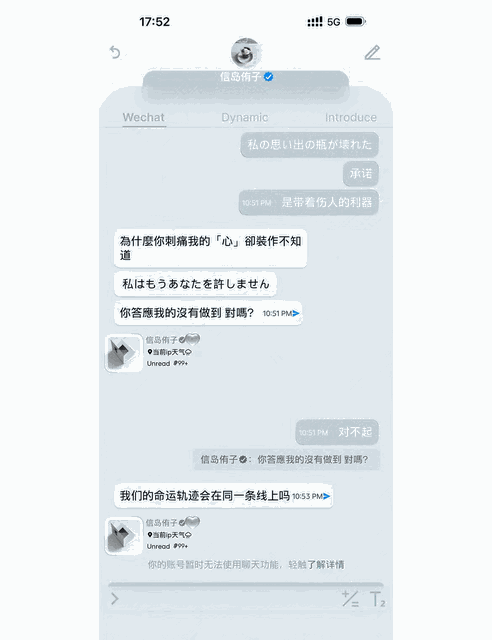 17:52
5G
信岛侑子
Wechat
Dynamic
Introduce
私の思い出の瓶が壊れた
承诺
10:51 PM 是带着伤人的利器
為什麼你刺痛我的「心」卻裝作不知
道
私はもうあなたを許しません
你答應我的沒有做到 對嗎? 10:51 PM
信岛侑子
当前ip天气
Unread #99+
10:51 PM 对不起
信岛侑子：你答應我的沒有做到 對嗎?
我们的命运轨迹会在同一条线上吗 10:53 PM
信岛侑子
当前ip天气
Unread #99+
你的账号暂时无法使用聊天功能，轻触了解详情
T2